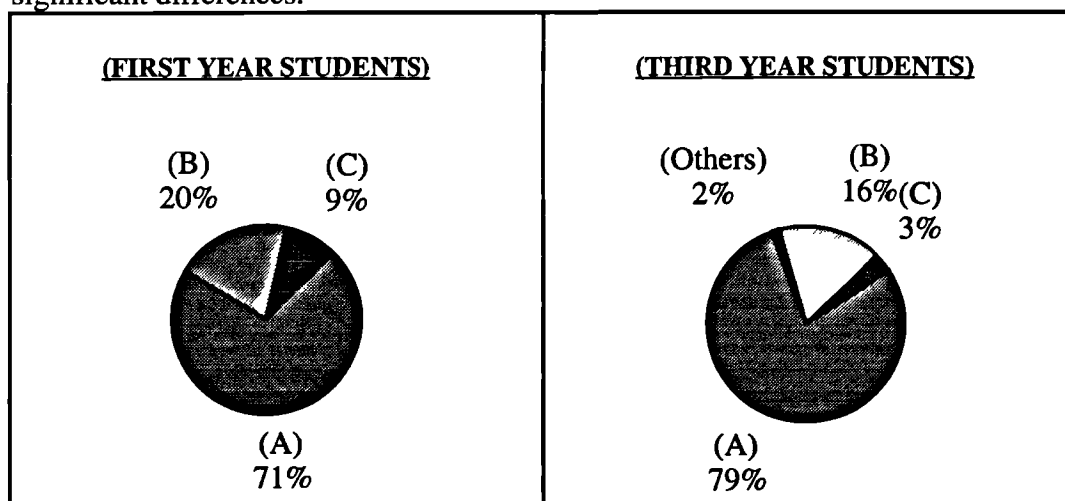 significant differences.
(FIRST YEAR STUDENTS)
(B)
20%
(C)
9%
(A)
71%
(THIRD YEAR STUDENTS)
(Others)
2%
(B)
16%
(C)
3%
(A)
79%